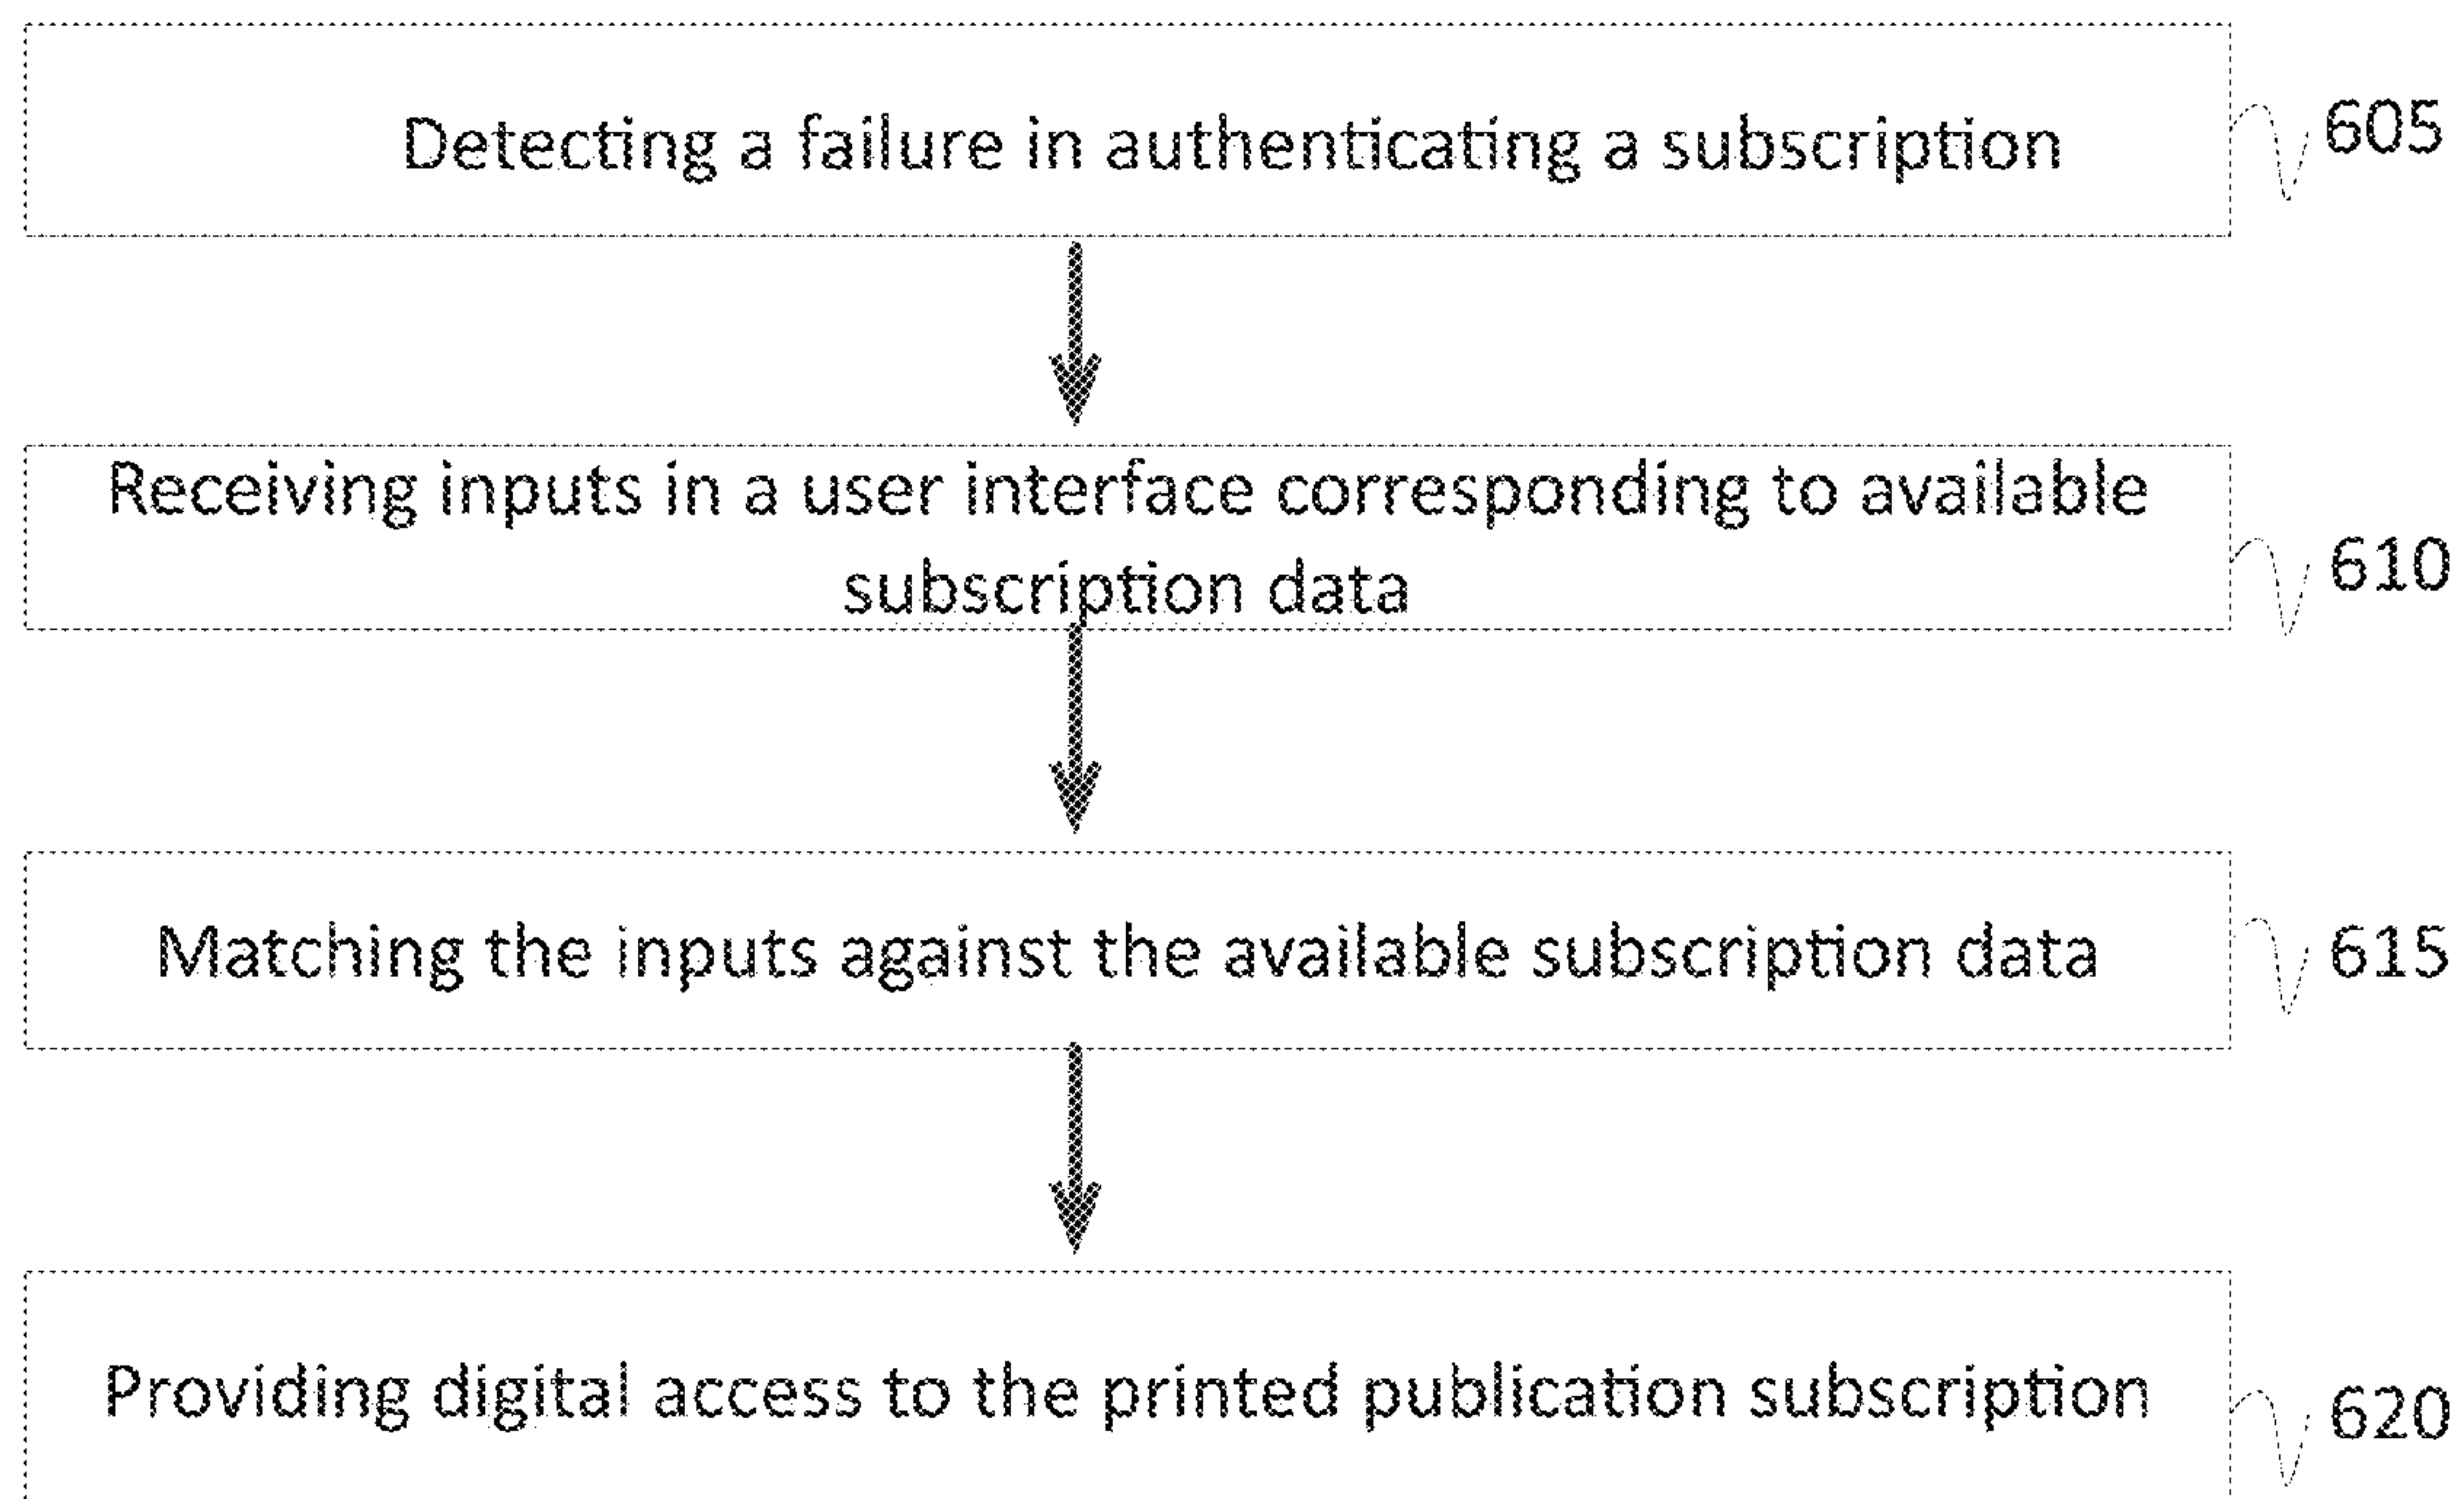 Detecting a failure in authenticating a subscription
605
Receiving inputs in a user interface corresponding to available
subscription data
610
Matching the inputs against the available subscription data
615
Providing digital access to the printed publication subscription
620